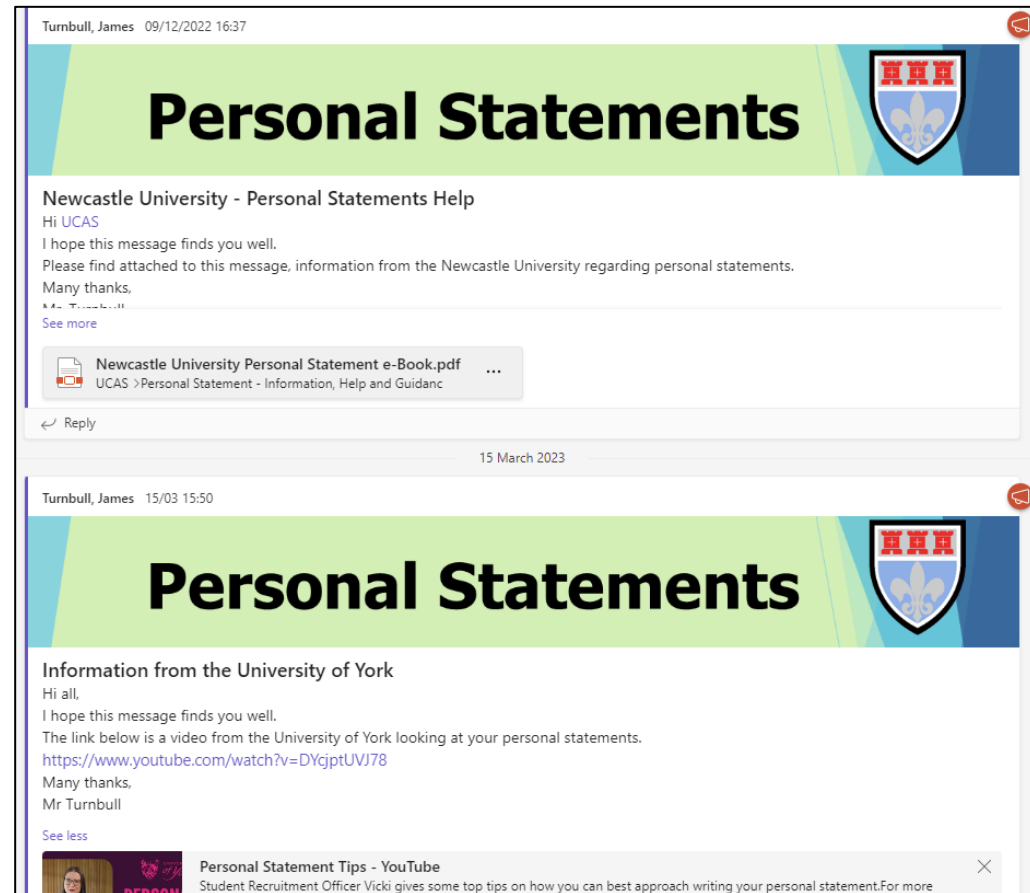 Turnbull, James 09/12/2022 16:37
Personal Statements
Newcastle University - Personal Statements Help
Hi UCAS
I hope this message finds you well.
Please find attached to this message, information from the Newcastle University regarding personal statements.
Many thanks,
Mr Turnbull
See more
Newcastle University Personal Statement e-Book.pdf
...
UCAS >Personal Statement - Information, Help and Guidanc
Reply
15 March 2023
Turnbull, James 15/03 15:50
Personal Statements
Information from the University of York
Hi all,
I hope this message finds you well.
The link below is a video from the University of York looking at your personal statements.
https://www.youtube.com/watch?v=DYcjptUVJ78
Many thanks,
Mr Turnbull
See less
Personal Statement Tips - YouTube
Student Recruitment Officer Vicki gives some top tips on how you can best approach writing your personal statement.For more